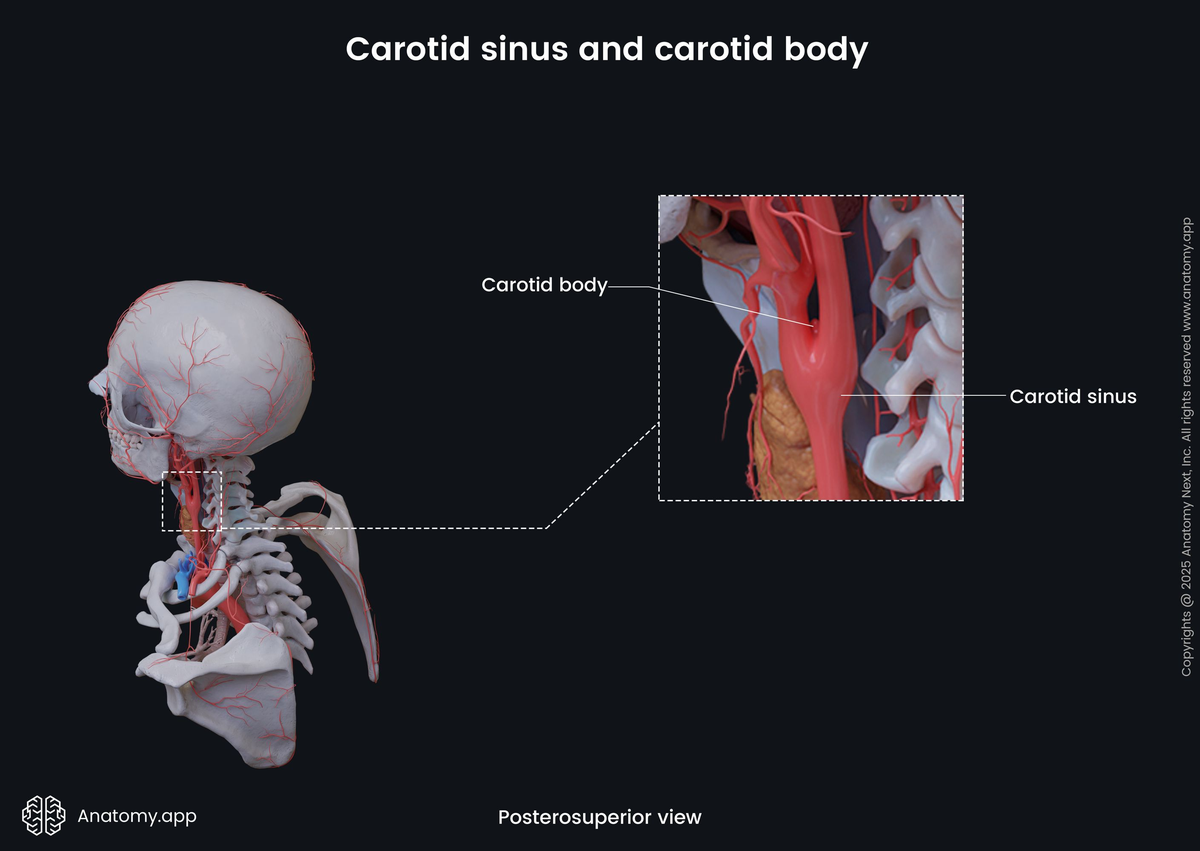 Carotid sinus and carotid body
Carotid body
Carotid sinus
Copyrights @ 2025 Anatomy Next, Inc. All rights reserved www.anatomy.app
Anatomy.app
Posterosuperior view